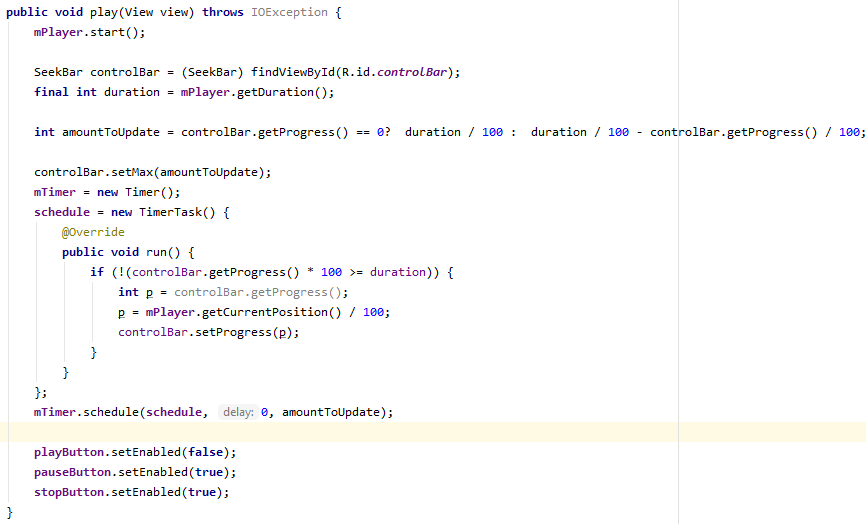 public void play(View view) throws IOException {
mPlayer.start();
SeekBar controlBar = (SeekBar) findViewById(R.id.controlBar);
final int duration = mPlayer.getDuration();
int amountToUpdate = controlBar.getProgress() == 0?  duration / 100 :  duration / 100 - controlBar.getProgress() / 100;
controlBar.setMax(amountToUpdate);
mTimer = new Timer();
schedule = new TimerTask() {
@Override
public void run() {
if (!(controlBar.getProgress() * 100 >= duration)) {
int p = controlBar.getProgress();
p = mPlayer.getCurrentPosition() / 100;
controlBar.setProgress(p);
}
}
};
mTimer.schedule(schedule, delay: 0, amountToUpdate);
playButton.setEnabled(false);
pauseButton.setEnabled(true);
stopButton.setEnabled(true);
}